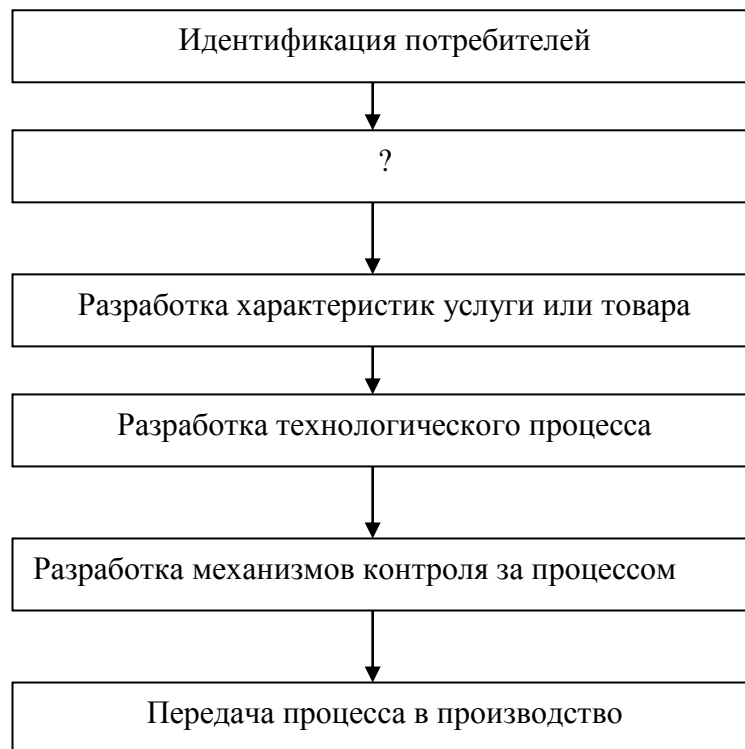 Идентификация потребителей
?
Разработка характеристик услуги или товара
Разработка технологического процесса
Разработка механизмов контроля за процессом
Передача процесса в производство